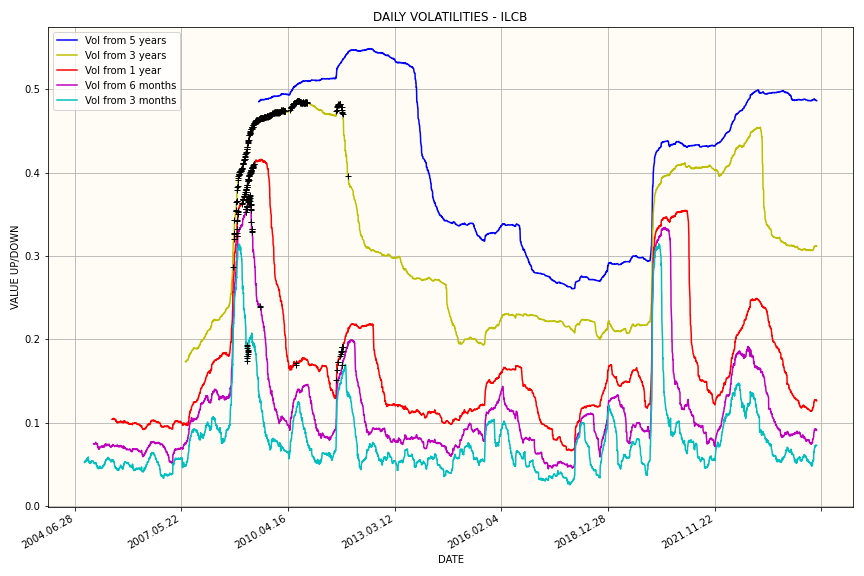 DAILY VOLATILITIES - ILCB
Vol from 5 years
Vol from 3 years
Vol from 1 year
Vol from 6 months
Vol from 3 months
VALUE UP/DOWN
0.5
0.4
0.3
0.2
0.1
0.0
2004.06.28
2007.05.22
2010.04.16
2013.03.12
2016.02.04
2018.12.28
2021.11.22
DATE